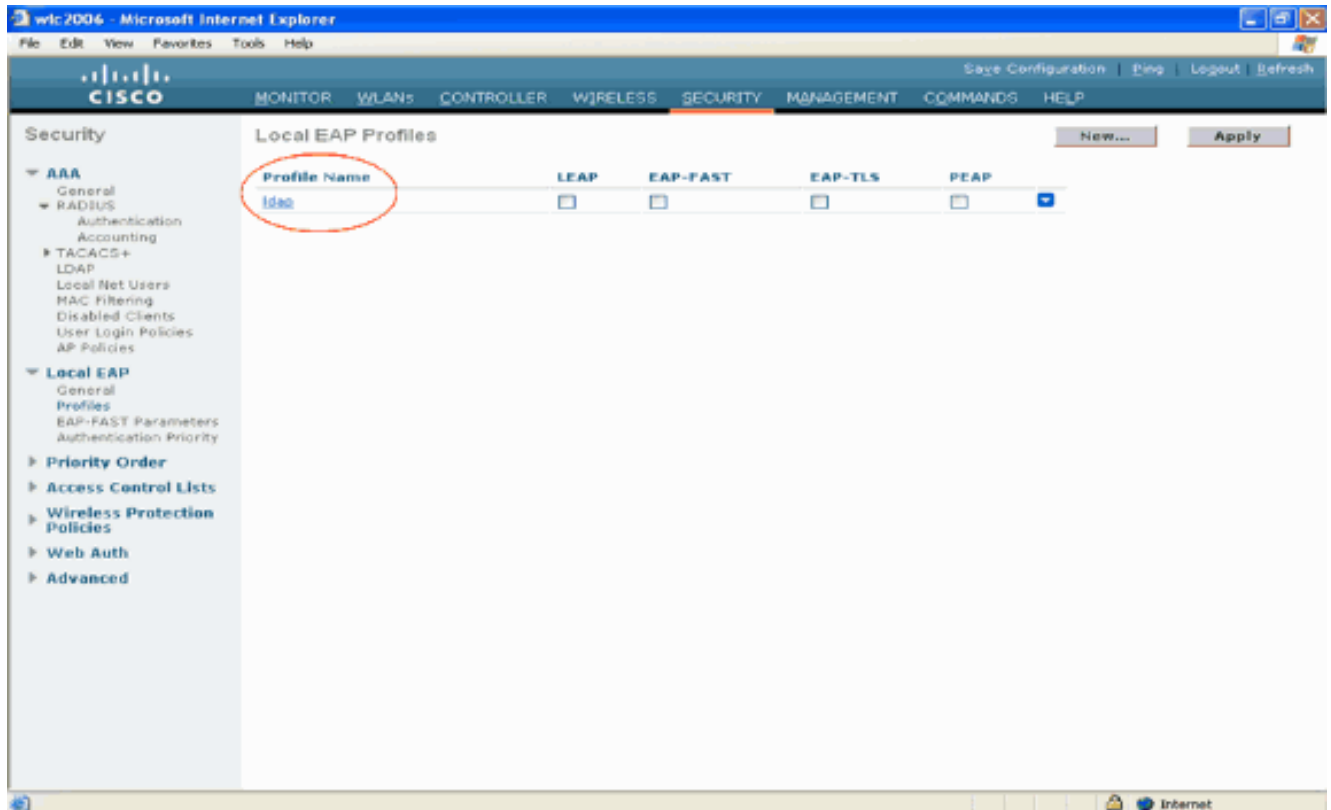 wlc2006 - Microsoft Internet Explorer
File Edit View Favorites Tools Help
Save Configuration | Ping | Logout | Refresh
CISCO
MONITOR WLANs CONTROLLER WIRELESS SECURITY MANAGEMENT COMMANDS HELP
Security
AAA
General
RADIUS
Authentication
Accounting
TACACS+
LDAP
Local Net Users
MAC Filtering
Disabled Clients
User Login Policies
AP Policies
Local EAP
General
Profiles
EAP-FAST Parameters
Authentication Priority
Priority Order
Access Control Lists
Wireless Protection
Policies
Web Auth
Advanced
Local EAP Profiles
New... Apply
Profile Name LEAP EAP-FAST EAP-TLS PEAP
ldap
Internet